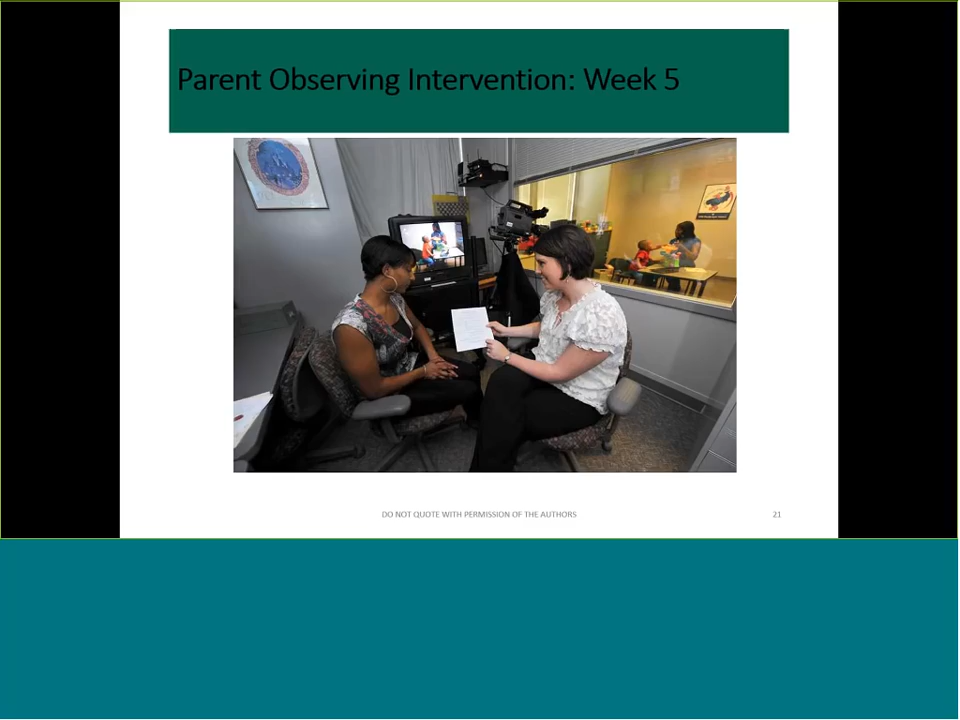 Parent Observing Intervention: Week 5
DO NOT QUOTE WITH PERMISSION OF THE AUTHORS
21